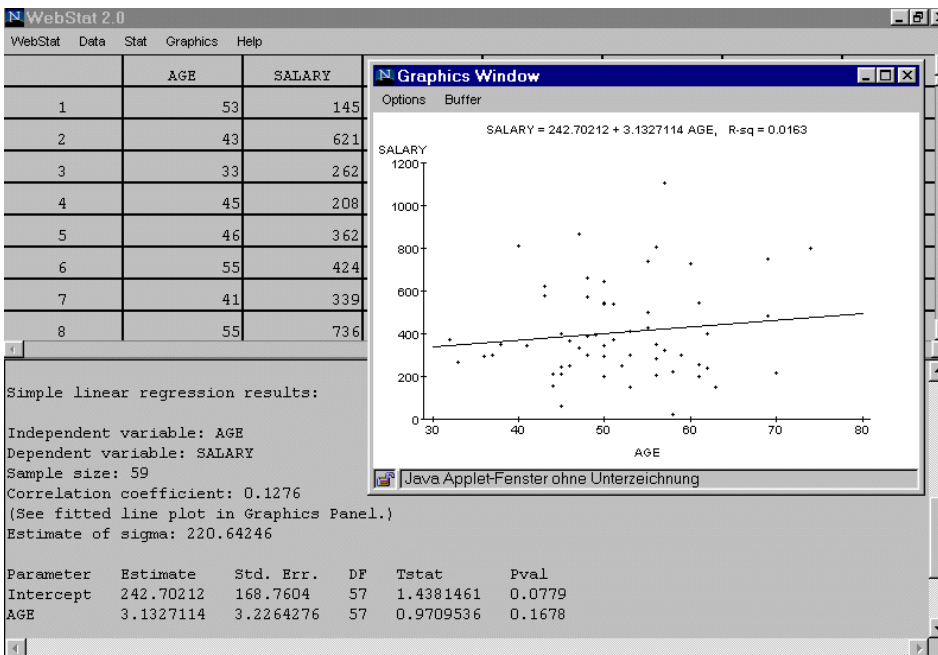 WebStat 2.0
WebStat Data Stat Graphics Help
AGE SALARY
1 53 145
2 43 621
3 33 262
4 45 208
5 46 362
6 55 424
7 41 339
8 55 736
Graphics Window
Options Buffer
SALARY = 242.70212 + 3.1327114 AGE, R-sq = 0.0163
SALARY
1200
1000
800
600
400
200
0
30 40 50 60 70 80
AGE
Java Applet-Fenster ohne Unterzeichnung
Simple linear regression results:
Independent variable: AGE
Dependent variable: SALARY
Sample size: 59
Correlation coefficient: 0.1276
(See fitted line plot in Graphics Panel.)
Estimate of sigma: 220.64246
Parameter Estimate Std. Err. DF Tstat Pval
Intercept 242.70212 168.7604 57 1.4381461 0.0779
AGE 3.1327114 3.2264276 57 0.9709536 0.1678